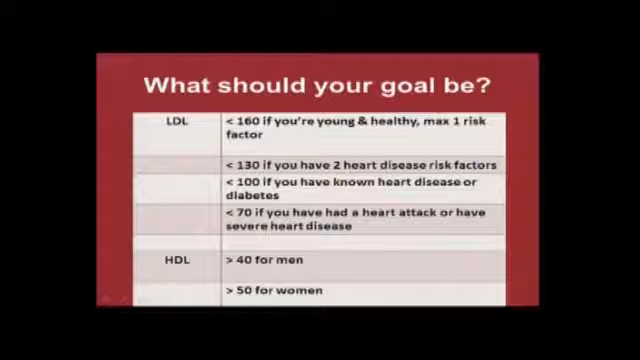 What should your goal be?
LDL < 160 if you're young & healthy, max 1 risk
factor
< 130 if you have 2 heart disease risk factors
< 100 if you have known heart disease or
diabetes
< 70 if you have had a heart attack or have
severe heart disease
HDL > 40 for men
> 50 for women